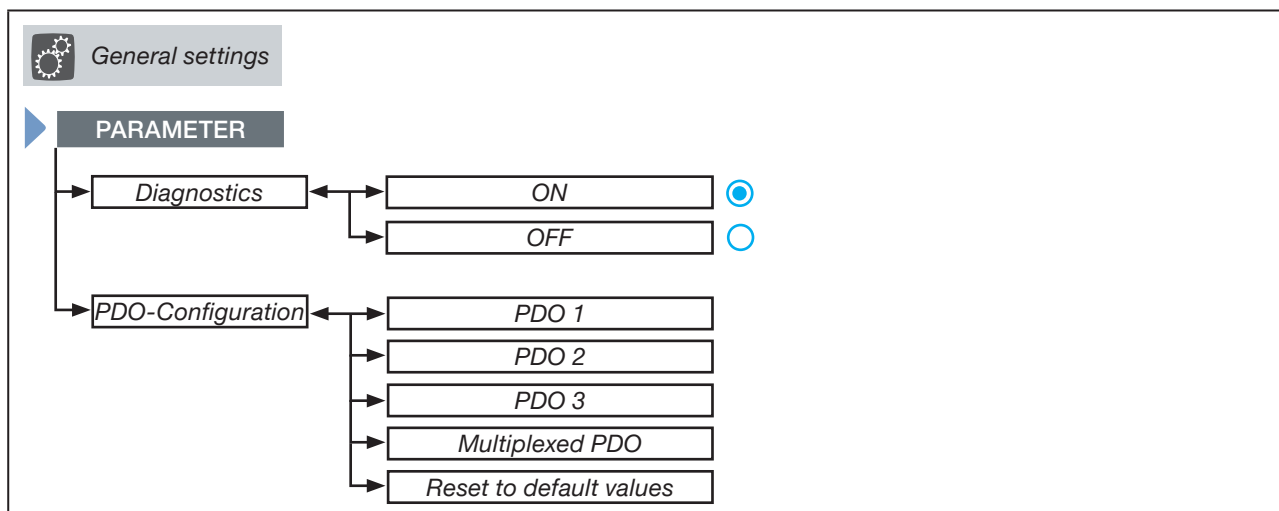 General settings
PARAMETER
Diagnostics
ON
OFF
PDO-Configuration
PDO 1
PDO 2
PDO 3
Multiplexed PDO
Reset to default values